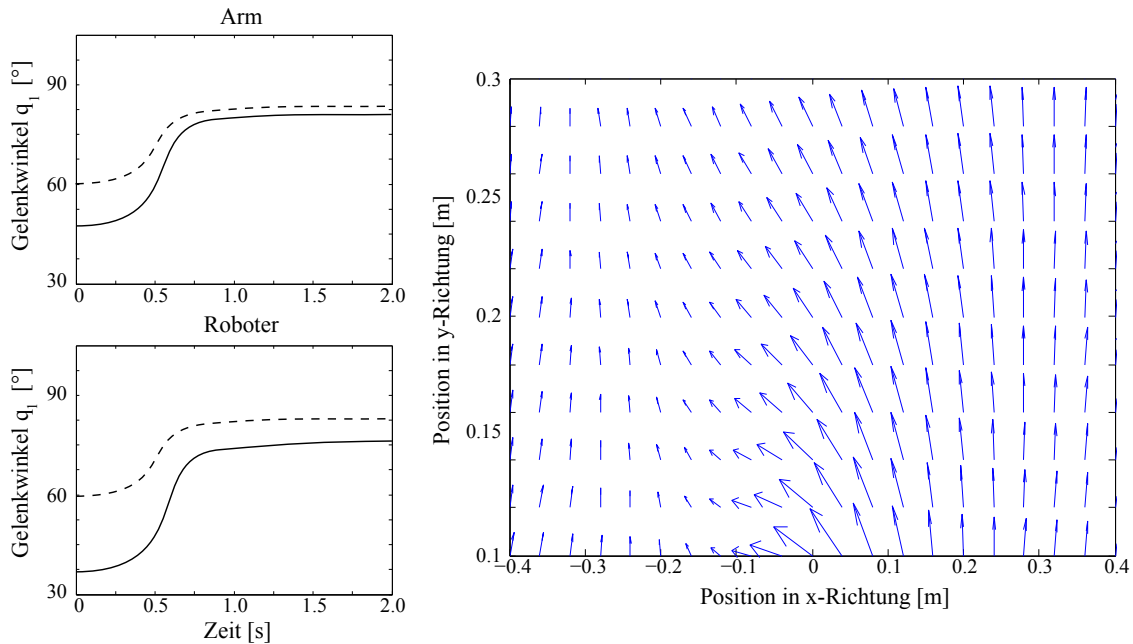 Arm
Gelenkwinkel q₁ [°]
90
60
30
0 0.5 1.0 1.5 2.0
Roboter
Gelenkwinkel q₁ [°]
90
60
30
0 0.5 1.0 1.5 2.0
Zeit [s]
Position in y-Richtung [m]
0.3
0.25
0.2
0.15
0.1
−0.4 −0.3 −0.2 −0.1 0 0.1 0.2 0.3 0.4
Position in x-Richtung [m]